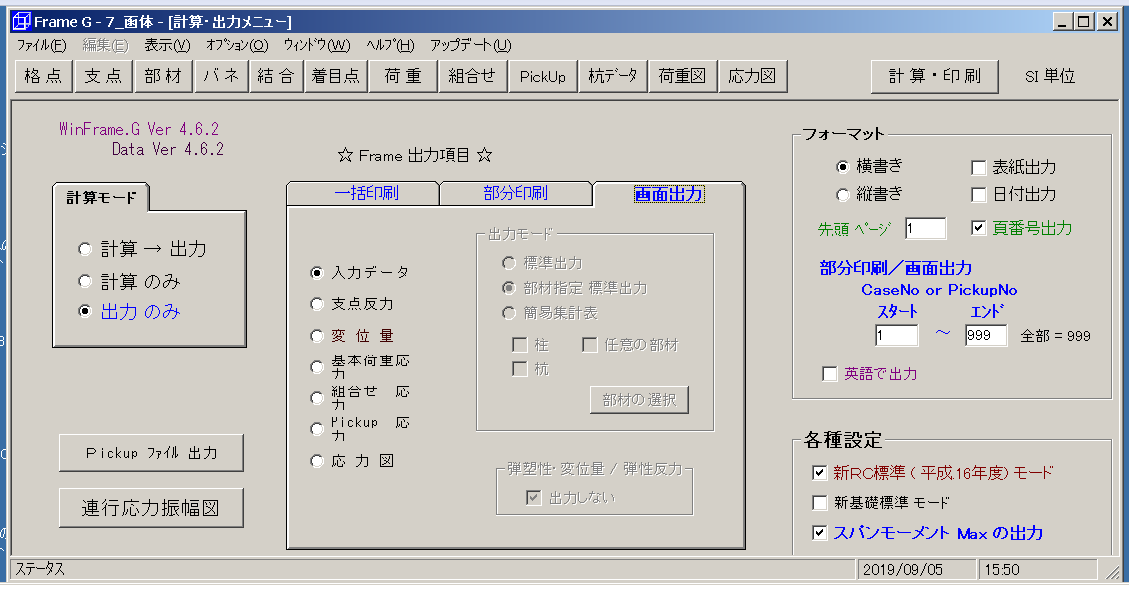 Frame G - 7_画体 - [計算・出力メニュー]
ファイル(F) 編集(E) 表示(V) オプション(O) ウィンドウ(W) ヘルプ(H) アップデート(U)
格 点 支 点 部 材 バ ネ 結 合 着目点 荷 重 組合せ PickUp 杭データ 荷重図 応力図 計 算 ・ 印 刷 SI 単位
WinFrame.G Ver 4.6.2
Data Ver 4.6.2
☆ Frame 出力項目 ☆
計算モード
計算 → 出力
計算 のみ
出力 のみ
Pickup ファイル 出力
連行応力振幅図
一括印刷 部分印刷 画面出力
入力データ
支点反力
変 位 量
基本荷重応
力
組合せ 応
力
Pickup 応
力
応 力 図
出力モード
標準出力
部材指定 標準出力
簡易集計表
柱 任意の部材
杭
部材の選択
弾塑性・変位量 / 弾性反力
出力しない
フォーマット
横書き 表紙出力
縦書き 日付出力
先頭 ページ 1 頁番号出力
部分印刷／画面出力
CaseNo or PickupNo
スタート エンド
1 ～ 999 全部 = 999
英語で出力
各種設定
新RC標準 ( 平成.16年度) モード
新基礎標準 モード
スパンモーメント Max の出力
ステータス 2019/09/05 15:50